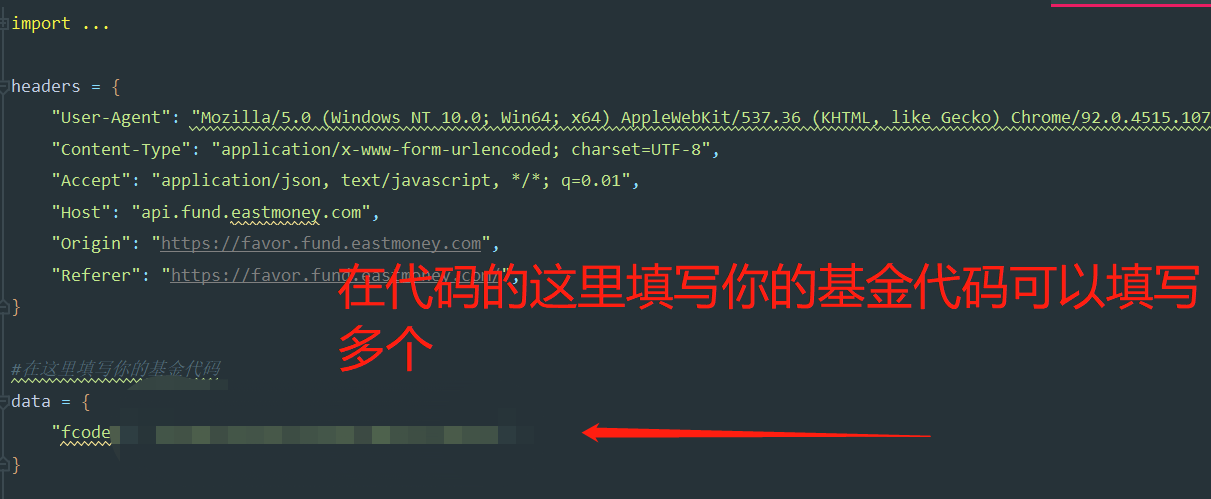 import ...
headers = {
"User-Agent": "Mozilla/5.0 (Windows NT 10.0; Win64; x64) AppleWebKit/537.36 (KHTML, like Gecko) Chrome/92.0.4515.107
"Content-Type": "application/x-www-form-urlencoded; charset=UTF-8",
"Accept": "application/json, text/javascript, */*; q=0.01",
"Host": "api.fund.eastmoney.com",
"Origin": "https://favor.fund.eastmoney.com",
"Referer": "https://favor.fund.eastmoney.com/",
在代码的这里填写你的基金代码可以填写
多个
}
#在这里填写你的基金代码
data = {
"fcode
}